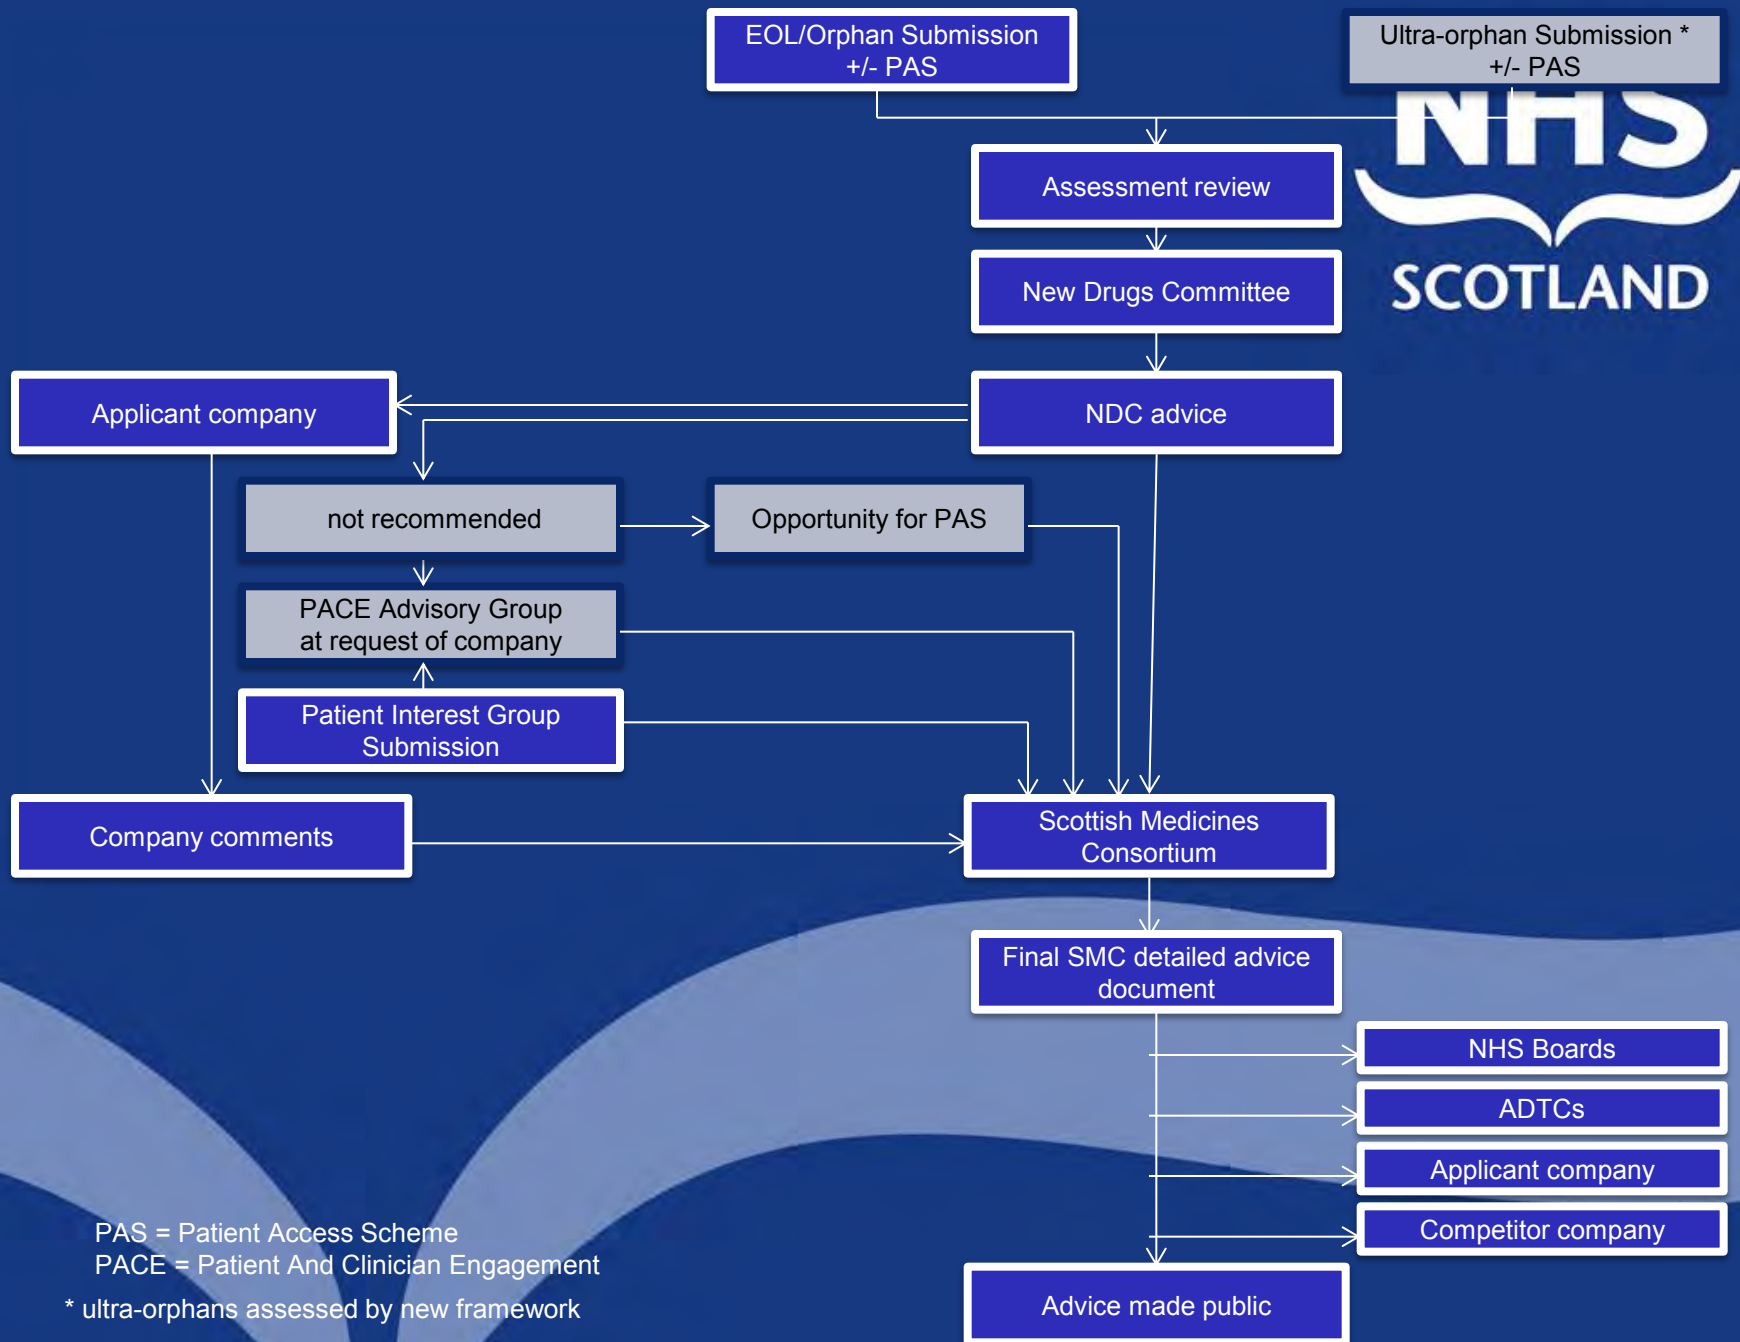 EOL/Orphan Submission
+/- PAS
Ultra-orphan Submission *
+/- PAS
NHS
SCOTLAND
Assessment review
New Drugs Committee
Applicant company
NDC advice
not recommended
Opportunity for PAS
PACE Advisory Group
at request of company
Patient Interest Group
Submission
Company comments
Scottish Medicines
Consortium
Final SMC detailed advice
document
NHS Boards
ADTCs
Applicant company
Competitor company
Advice made public
PAS = Patient Access Scheme
PACE = Patient And Clinician Engagement
* ultra-orphans assessed by new framework